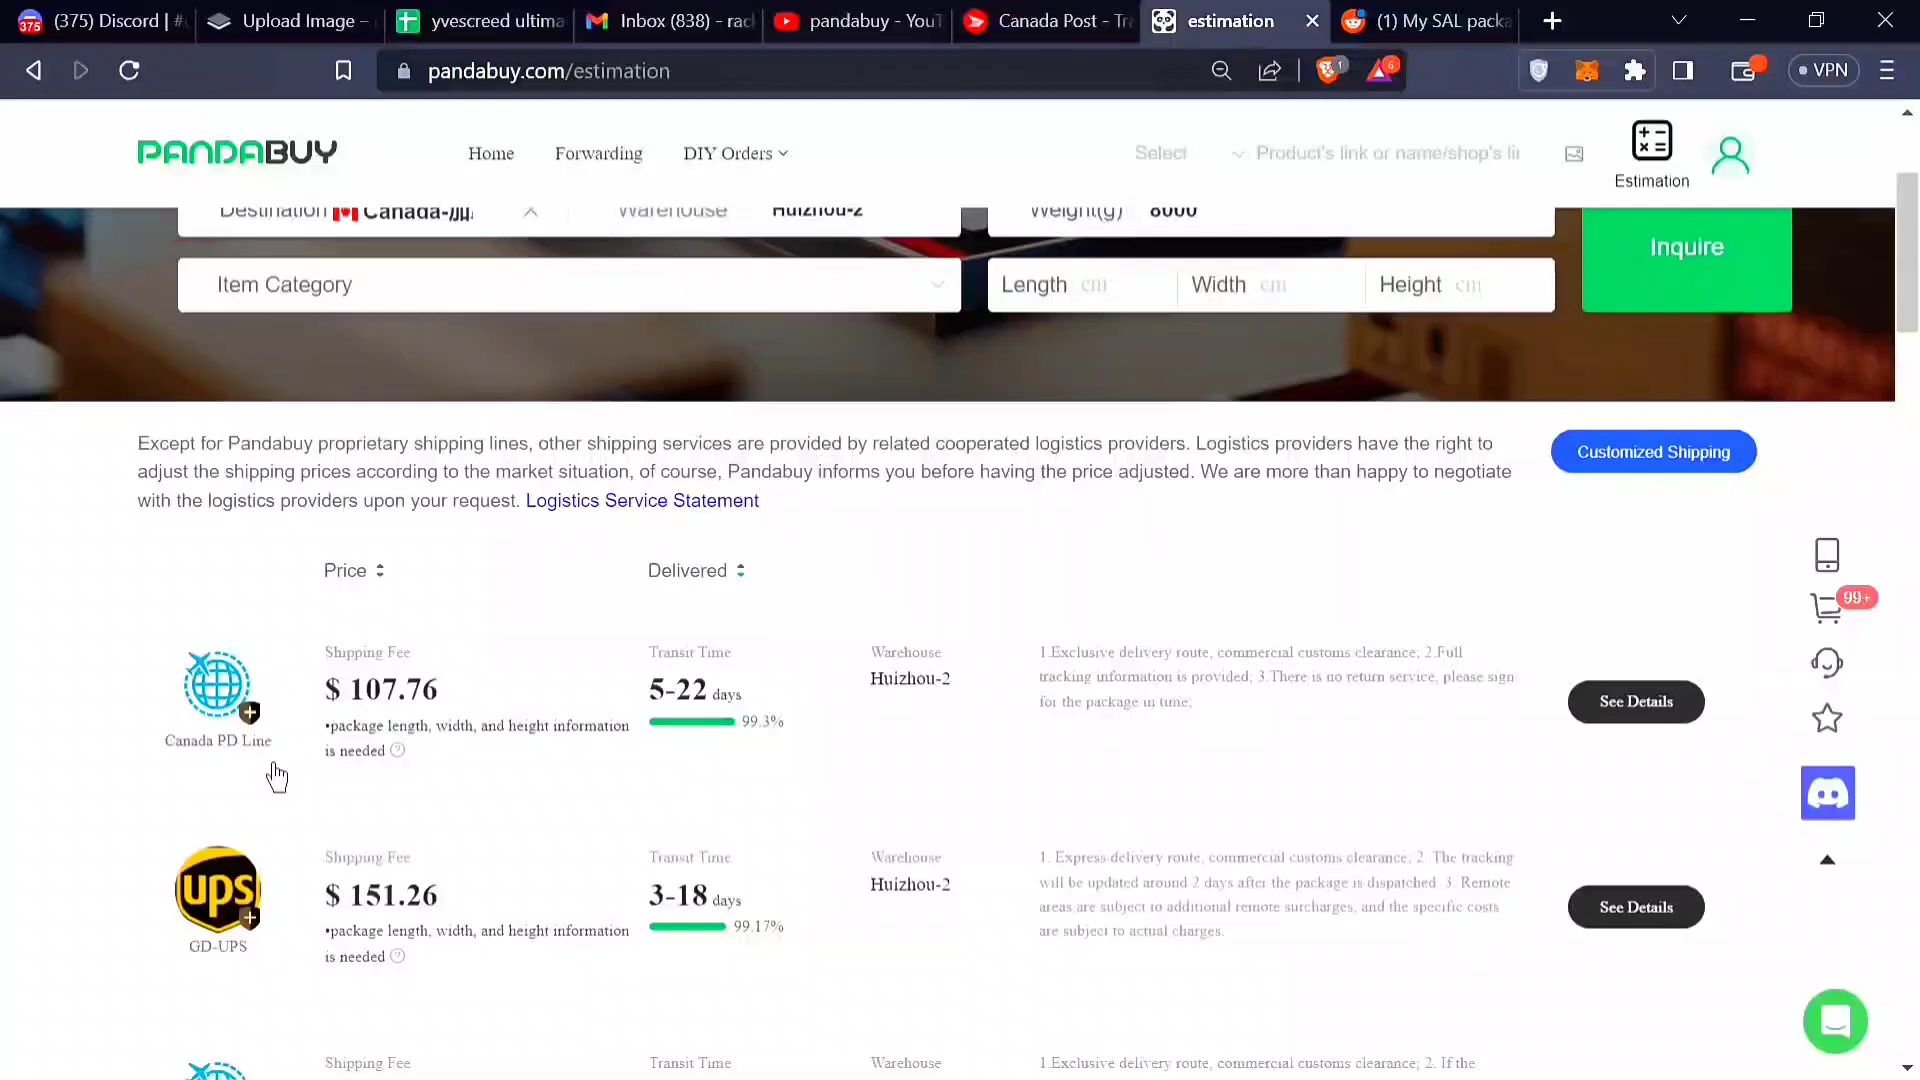 (375) Discord | #
Upload Image –
yvescreed ultima
Inbox (838) - rac
pandabuy - YouT
Canada Post - Tr
estimation
(1) My SAL packa
375
pandabuy.com/estimation
1
6
VPN
PANDABUY
Home
Forwarding
DIY Orders
Select
Product's link or name/shop's lin
Estimation
Destination
Canada-加
Warehouse
Huizhou-2
Weight(g)
8000
Inquire
Item Category
Length cm
Width cm
Height cm
Except for Pandabuy proprietary shipping lines, other shipping services are provided by related cooperated logistics providers. Logistics providers have the right to
adjust the shipping prices according to the market situation, of course, Pandabuy informs you before having the price adjusted. We are more than happy to negotiate
with the logistics providers upon your request. Logistics Service Statement
Customized Shipping
Price
Delivered
99+
Canada PD Line
Shipping Fee
$ 107.76
•package length, width, and height information
is needed ?
Transit Time
5-22 days
99.3%
Warehouse
Huizhou-2
1.Exclusive delivery route, commercial customs clearance; 2.Full
tracking information is provided; 3.There is no return service, please sign
for the package in time;
See Details
ups
GD-UPS
Shipping Fee
$ 151.26
•package length, width, and height information
is needed ?
Transit Time
3-18 days
99.17%
Warehouse
Huizhou-2
1. Express delivery route, commercial customs clearance; 2. The tracking
will be updated around 2 days after the package is dispatched 3. Remote
areas are subject to additional remote surcharges, and the specific costs
are subject to actual charges.
See Details
Shipping Fee
Transit Time
Warehouse
1.Exclusive delivery route, commercial customs clearance; 2. If the